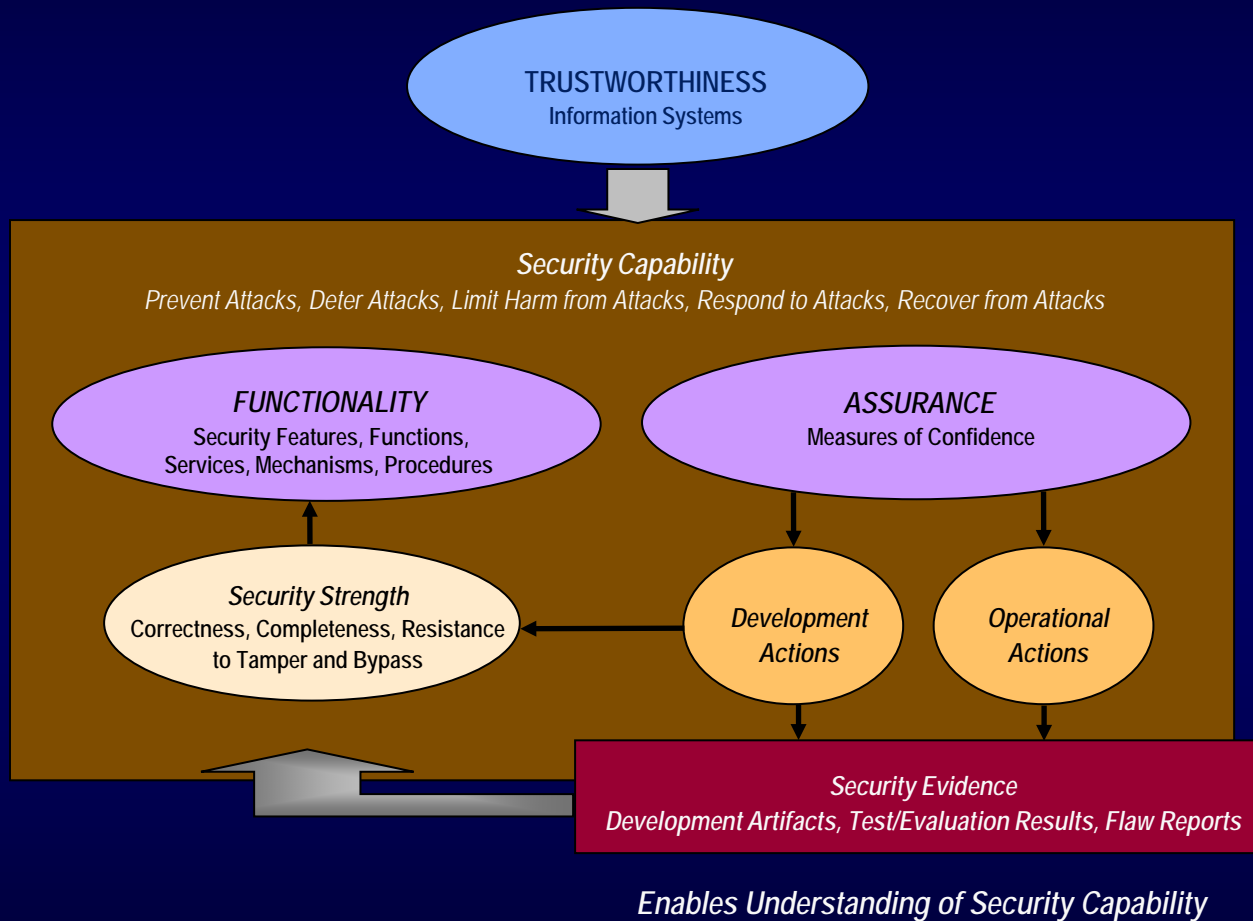 TRUSTWORTHINESS
Information Systems
Security Capability
Prevent Attacks, Deter Attacks, Limit Harm from Attacks, Respond to Attacks, Recover from Attacks
FUNCTIONALITY
Security Features, Functions,
Services, Mechanisms, Procedures
ASSURANCE
Measures of Confidence
Security Strength
Correctness, Completeness, Resistance
to Tamper and Bypass
Development
Actions
Operational
Actions
Security Evidence
Development Artifacts, Test/Evaluation Results, Flaw Reports
Enables Understanding of Security Capability